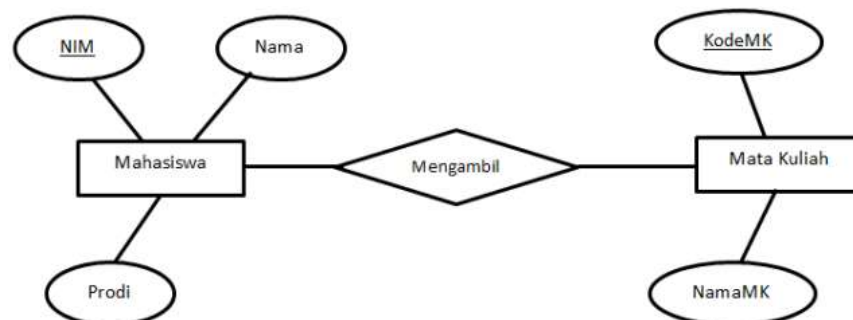 NIM
Nama
KodeMK
Mahasiswa
Mengambil
Mata Kuliah
Prodi
NamaMK